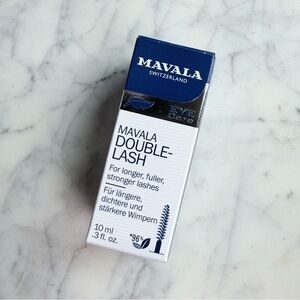 MAVALA
SWITZERLAND
EYE
Care
MAVALA
DOUBLE-
LASH
For longer, fuller,
stronger lashes
Für längere,
dichtere und
stärkere Wimpern
10 ml
.3 fl. oz.
*96%